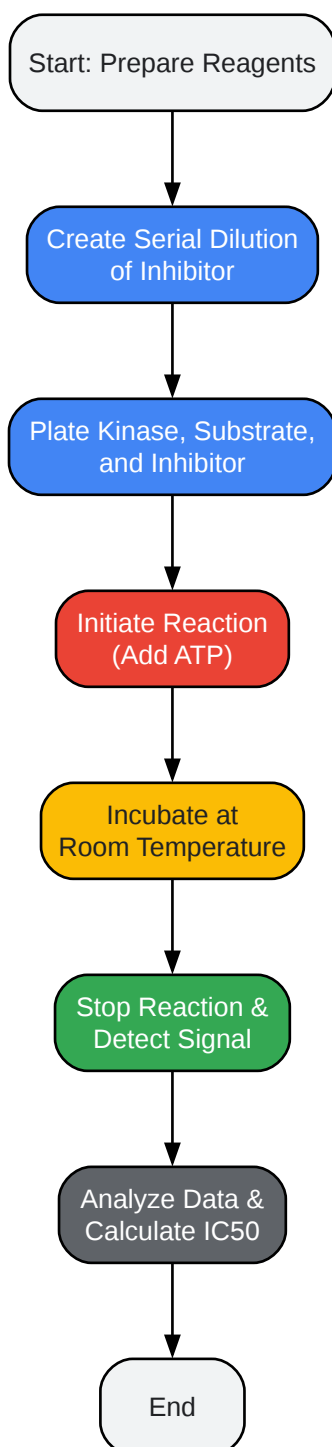 Start: Prepare Reagents
Create Serial Dilution
of Inhibitor
Plate Kinase, Substrate,
and Inhibitor
Initiate Reaction
(Add ATP)
Incubate at
Room Temperature
Stop Reaction &
Detect Signal
Analyze Data &
Calculate IC50
End